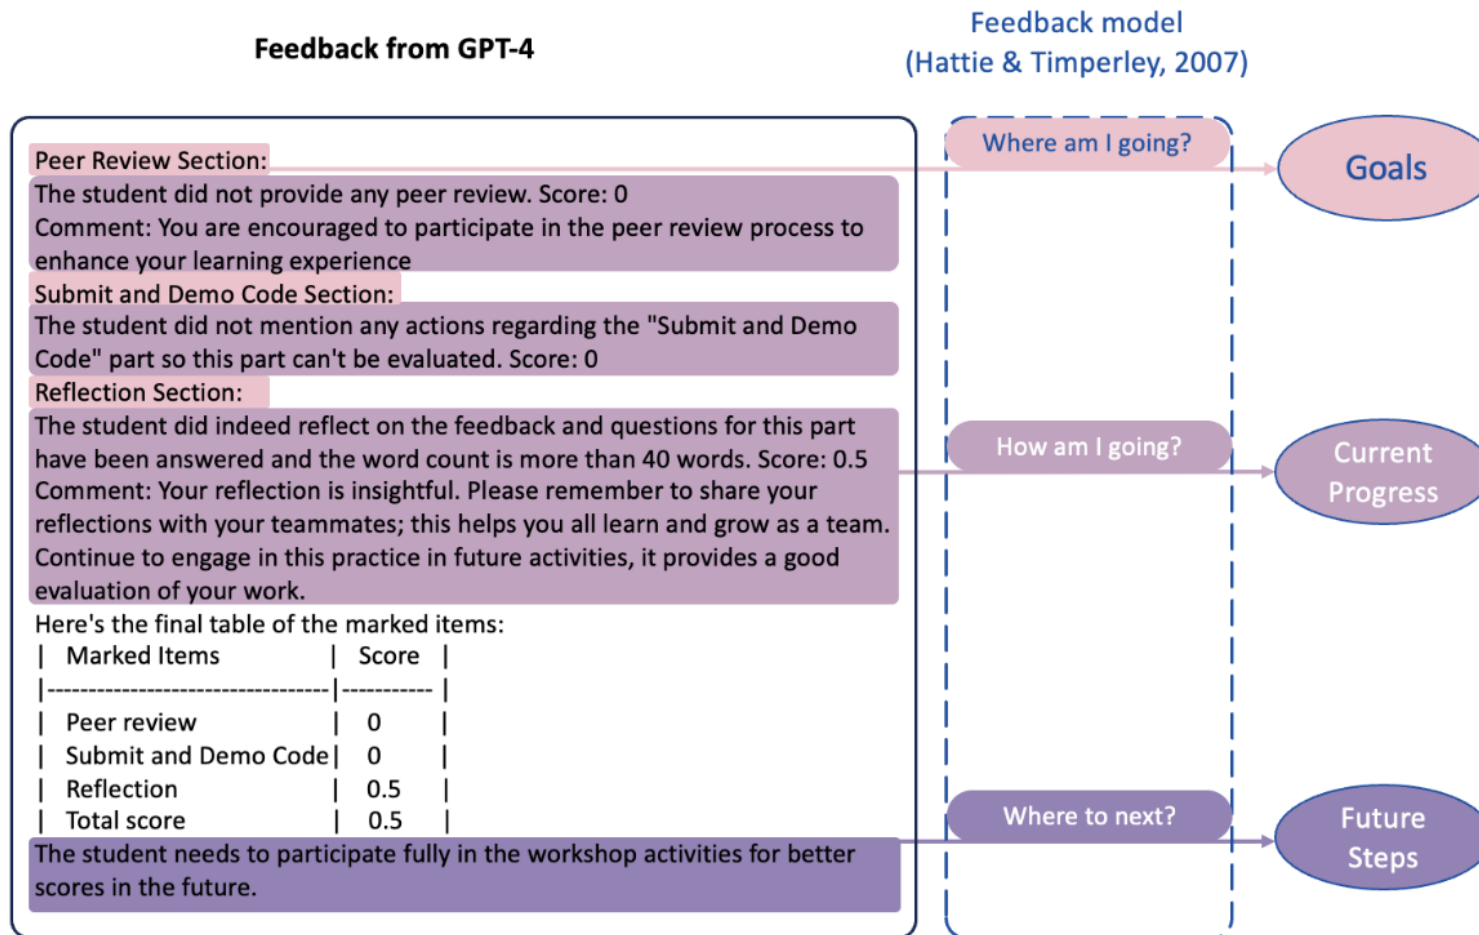 Feedback from GPT-4
Feedback model
(Hattie & Timperley, 2007)
Peer Review Section:
The student did not provide any peer review. Score: 0
Comment: You are encouraged to participate in the peer review process to
enhance your learning experience
Submit and Demo Code Section:
The student did not mention any actions regarding the "Submit and Demo
Code" part so this part can't be evaluated. Score: 0
Reflection Section:
The student did indeed reflect on the feedback and questions for this part
have been answered and the word count is more than 40 words. Score: 0.5
Comment: Your reflection is insightful. Please remember to share your
reflections with your teammates; this helps you all learn and grow as a team.
Continue to engage in this practice in future activities, it provides a good
evaluation of your work.
Here's the final table of the marked items:
| Marked Items | Score |
|----------------------------------|----------- |
| Peer review | 0 |
| Submit and Demo Code| 0 |
| Reflection | 0.5 |
| Total score | 0.5 |
The student needs to participate fully in the workshop activities for better
scores in the future.
Where am I going?
Goals
How am I going?
Current
Progress
Where to next?
Future
Steps